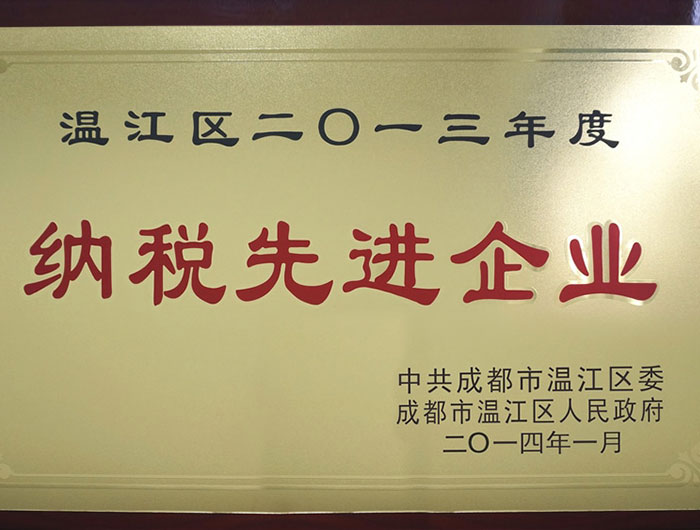 温江区二〇一三年度
纳税先进企业
中共成都市温江区委
成都市温江区人民政府
二〇一四年一月